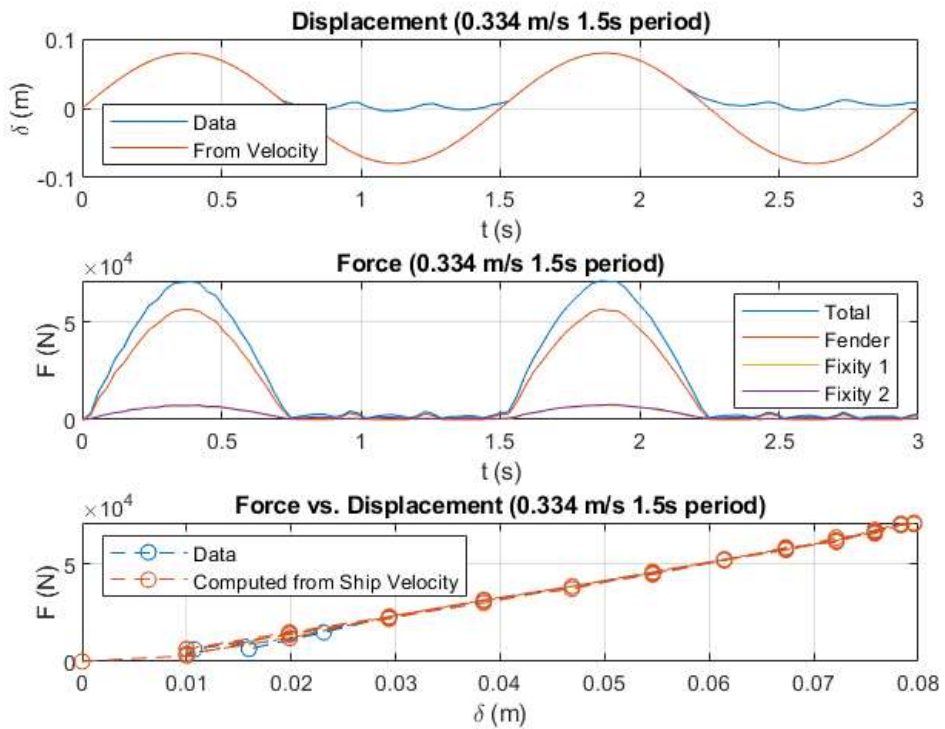 Displacement (0.334 m/s 1.5s period)
0.1
0
-0.1
δ (m)
Data
From Velocity
0 0.5 1 1.5 2 2.5 3
t (s)
×10⁴
Force (0.334 m/s 1.5s period)
5
0
F (N)
Total
Fender
Fixity 1
Fixity 2
0 0.5 1 1.5 2 2.5 3
t (s)
×10⁴
Force vs. Displacement (0.334 m/s 1.5s period)
5
0
F (N)
Data
Computed from Ship Velocity
0 0.01 0.02 0.03 0.04 0.05 0.06 0.07 0.08
δ (m)